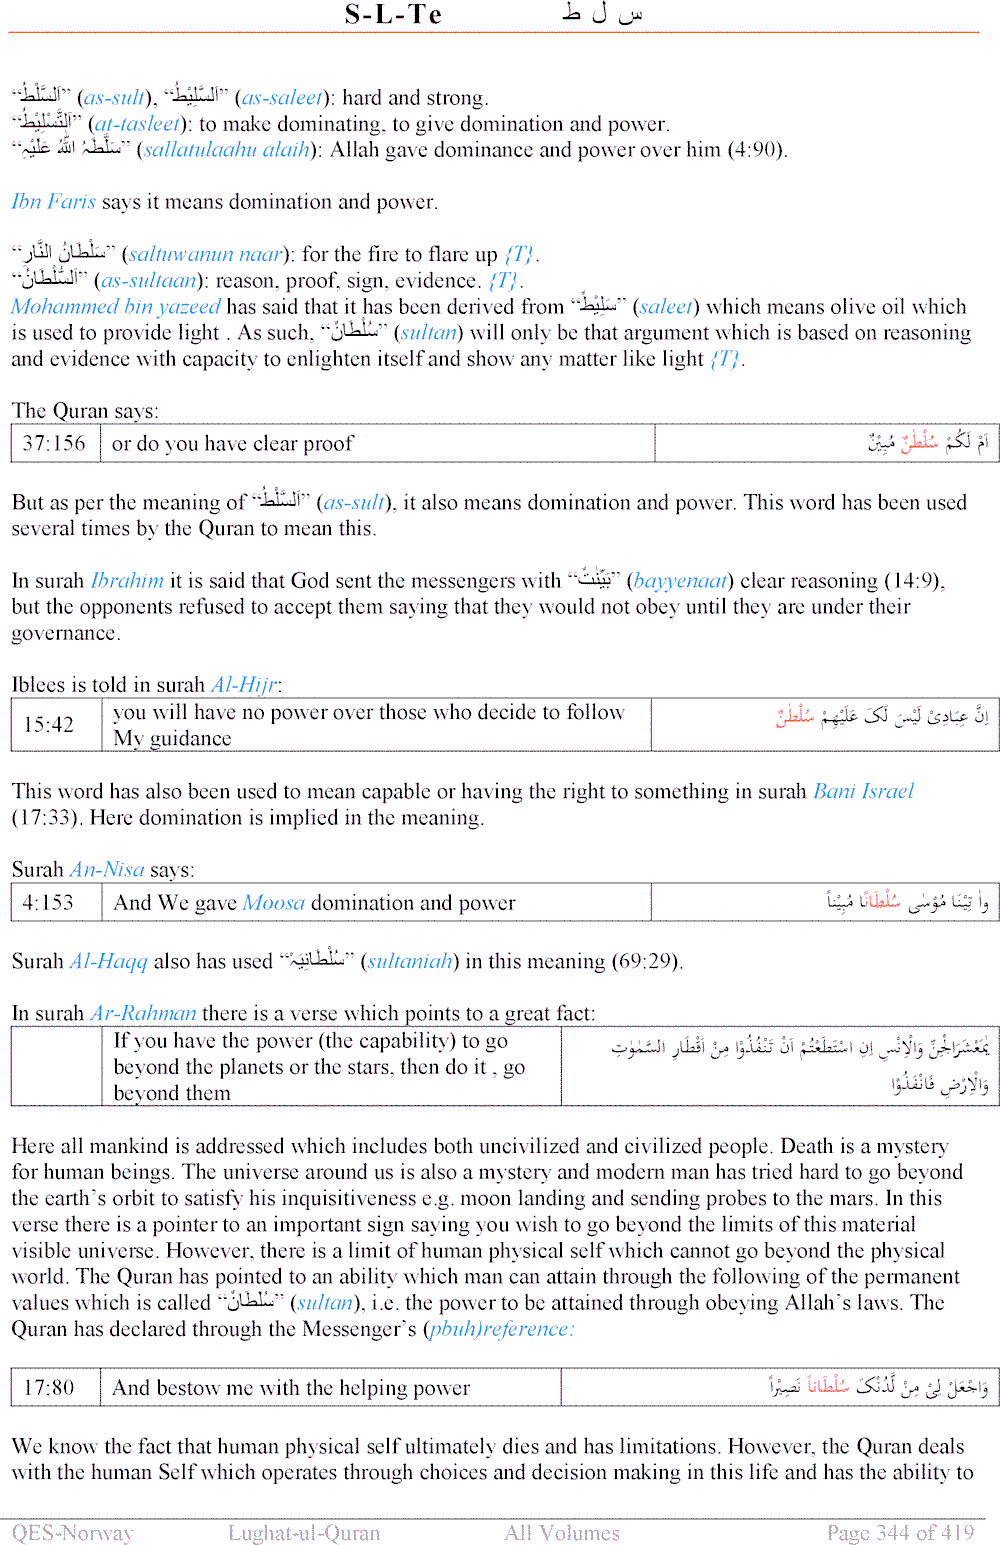 S-L-Te س ل ط
“اَلسَّلْطُ” (as-sult), “اَلسَّلِيْطُ” (as-saleet): hard and strong.
“اَلتَّسْلِيْطُ” (at-tasleet): to make dominating, to give domination and power.
“سَلَّطَہُ اللّٰہُ عَلَيْہِ” (sallatulaahu alaih): Allah gave dominance and power over him (4:90).
Ibn Faris says it means domination and power.
“سَلْطَانُ النَّارِ” (saltuwanun naar): for the fire to flare up {T}.
“اَلسُّلْطَانُ” (as-sultaan): reason, proof, sign, evidence. {T}.
Mohammed bin yazeed has said that it has been derived from “سَلِيْطٌ” (saleet) which means olive oil which
is used to provide light . As such, “سُلْطَانٌ” (sultan) will only be that argument which is based on reasoning
and evidence with capacity to enlighten itself and show any matter like light {T}.
The Quran says:
37:156 or do you have clear proof اَمْ لَكُمْ سُلْطٰنٌ مُبِيْنٌ
But as per the meaning of “اَلسَّلْطُ” (as-sult), it also means domination and power. This word has been used
several times by the Quran to mean this.
In surah Ibrahim it is said that God sent the messengers with “بَيِّنٰتٌ” (bayyenaat) clear reasoning (14:9),
but the opponents refused to accept them saying that they would not obey until they are under their
governance.
Iblees is told in surah Al-Hijr:
15:42 you will have no power over those who decide to follow اِنَّ عِبَادِىْ لَيْسَ لَکَ عَلَيْهِمْ سُلْطٰنٌ
My guidance
This word has also been used to mean capable or having the right to something in surah Bani Israel
(17:33). Here domination is implied in the meaning.
Surah An-Nisa says:
4:153 And We gave Moosa domination and power واٰ تَيْنَا مُوْسٰى سُلْطَانًا مُبِيْناً
Surah Al-Haqq also has used “سُلْطَانِيَہْ” (sultaniah) in this meaning (69:29).
In surah Ar-Rahman there is a verse which points to a great fact:
If you have the power (the capability) to go يٰمَعْشَرَالْجِنِّ وَالْاِنْسِ اِنِ اسْتَطَعْتُمْ اَنْ تَنْفُذُوْا مِنْ اَقْطَارِ السَّمٰوٰتِ
beyond the planets or the stars, then do it , go وَالْاِرْضِ فَانْفَذُوْا
beyond them
Here all mankind is addressed which includes both uncivilized and civilized people. Death is a mystery
for human beings. The universe around us is also a mystery and modern man has tried hard to go beyond
the earth’s orbit to satisfy his inquisitiveness e.g. moon landing and sending probes to the mars. In this
verse there is a pointer to an important sign saying you wish to go beyond the limits of this material
visible universe. However, there is a limit of human physical self which cannot go beyond the physical
world. The Quran has pointed to an ability which man can attain through the following of the permanent
values which is called “سُلْطَانٌ” (sultan), i.e. the power to be attained through obeying Allah’s laws. The
Quran has declared through the Messenger’s (pbuh)reference:
17:80 And bestow me with the helping power وَاجْعَلْ لِىْ مِنْ لَّدُنْکَ سُلْطَاناً نَصِيْراً
We know the fact that human physical self ultimately dies and has limitations. However, the Quran deals
with the human Self which operates through choices and decision making in this life and has the ability to
QES-Norway Lughat-ul-Quran All Volumes Page 344 of 419